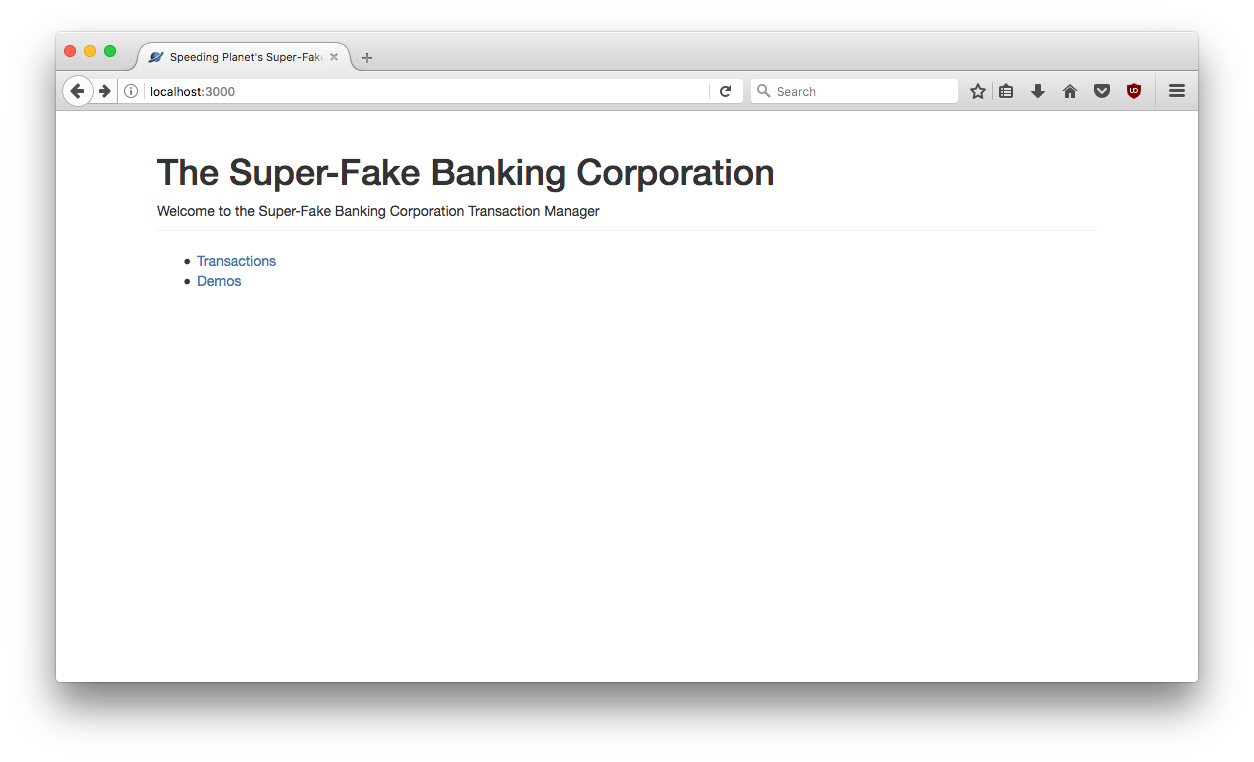 Speeding Planet's Super-Fak
localhost:3000
Search
The Super-Fake Banking Corporation
Welcome to the Super-Fake Banking Corporation Transaction Manager
Transactions
Demos